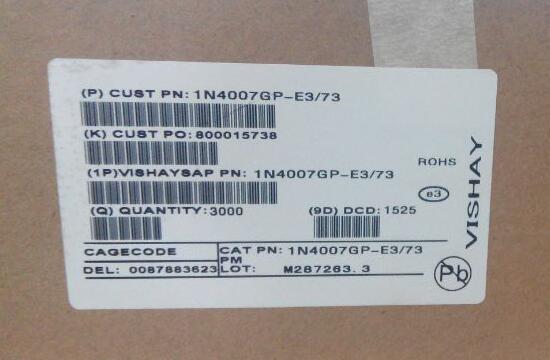 (P) CUST PN: 1N4007GP-E3/73
(K) CUST PO: 800015738
(1P)VISHAYSAP PN: 1N4007GP-E3/73
ROHS
e3
VISHAY
(Q) QUANTITY: 3000 (9D) DCD: 1525
CAGECODE CAT PN: 1N4007GP-E3/73
PM
DEL: 0087883623 LOT: M287263.3
Pb